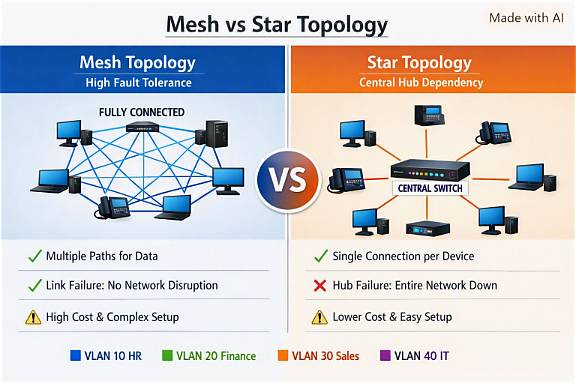 Mesh vs Star Topology
Made with AI
Mesh Topology
High Fault Tolerance
FULLY CONNECTED
VS
Star Topology
Central Hub Dependency
CENTRAL SWITCH
Multiple Paths for Data
Link Failure: No Network Disruption
High Cost & Complex Setup
Single Connection per Device
Hub Failure: Entire Network Down
Lower Cost & Easy Setup
VLAN 10 HR
VLAN 20 Finance
VLAN 30 Sales
VLAN 40 IT